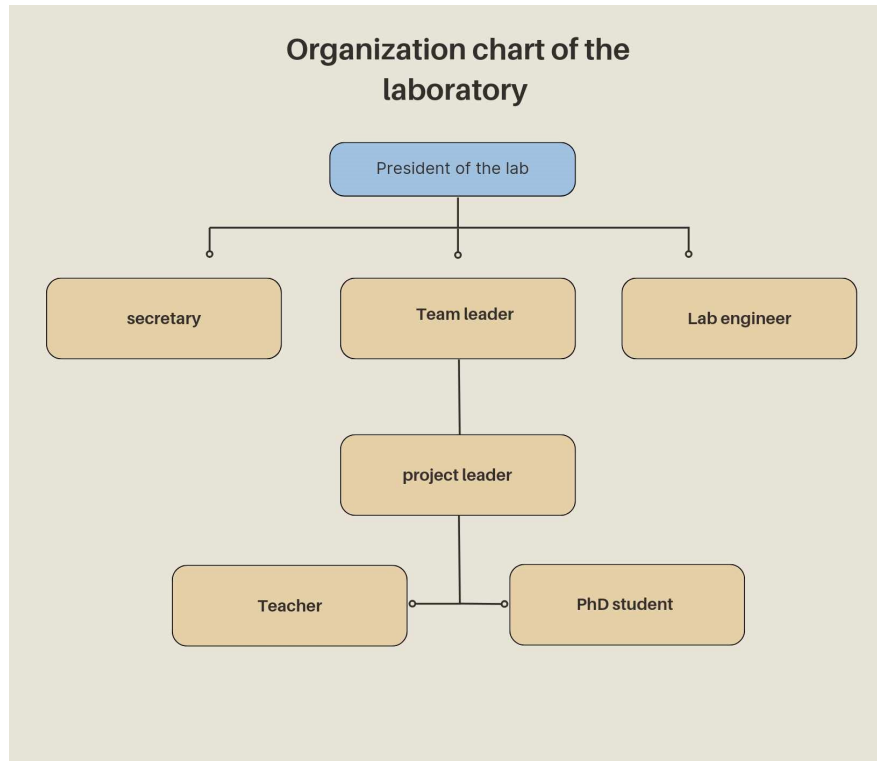 Organization chart of the
laboratory
President of the lab
secretary
Team leader
Lab engineer
project leader
Teacher
PhD student